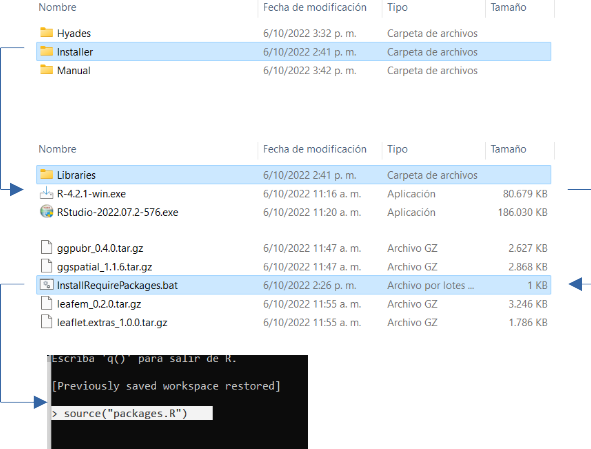 Nombre Fecha de modificación Tipo Tamaño
Hyades 6/10/2022 3:32 p. m. Carpeta de archivos
Installer 6/10/2022 2:41 p. m. Carpeta de archivos
Manual 6/10/2022 3:42 p. m. Carpeta de archivos
Nombre Fecha de modificación Tipo Tamaño
Libraries 6/10/2022 2:41 p. m. Carpeta de archivos
R-4.2.1-win.exe 6/10/2022 11:16 a. m. Aplicación 80.679 KB
RStudio-2022.07.2-576.exe 6/10/2022 11:20 a. m. Aplicación 186.030 KB
ggpubr_0.4.0.tar.gz 6/10/2022 11:47 a. m. Archivo GZ 2.627 KB
ggspatial_1.1.6.tar.gz 6/10/2022 11:47 a. m. Archivo GZ 2.868 KB
InstallRequirePackages.bat 6/10/2022 2:26 p. m. Archivo por lotes ... 1 KB
leafem_0.2.0.tar.gz 6/10/2022 11:55 a. m. Archivo GZ 3.246 KB
leaflet.extras_1.0.0.tar.gz 6/10/2022 11:55 a. m. Archivo GZ 1.786 KB
Escriba 'q()' para salir de R.
[Previously saved workspace restored]
> source("packages.R")